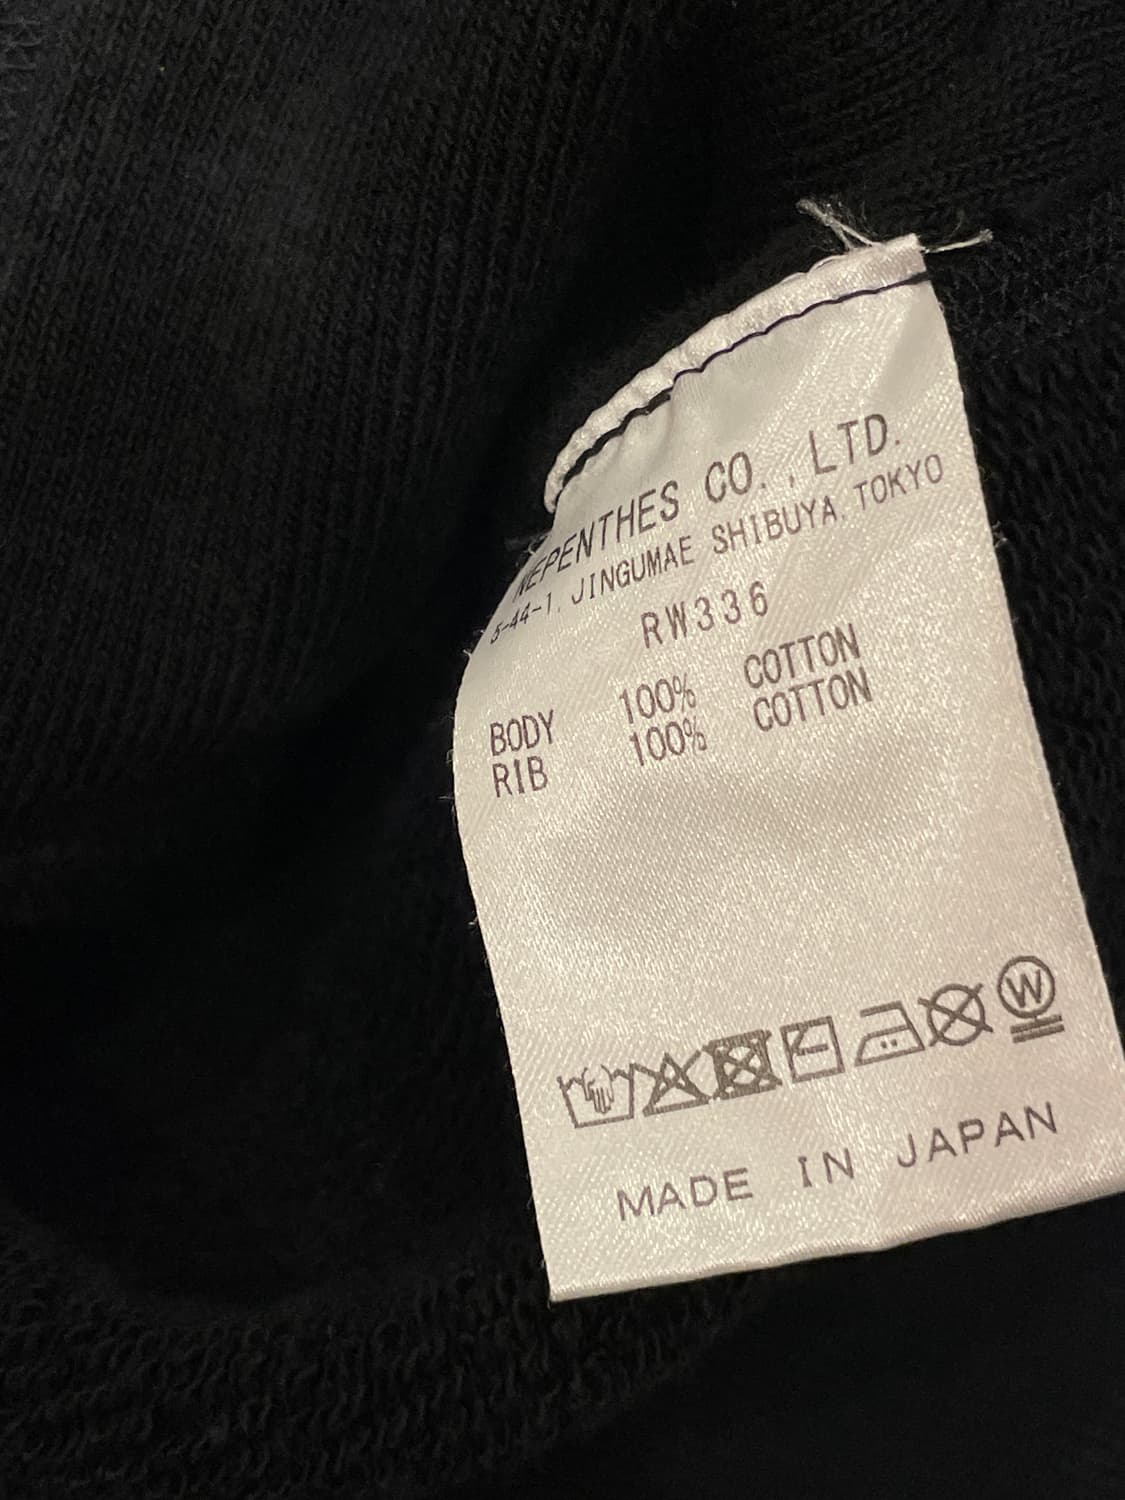 NEPENTHES CO., LTD.
5-44-1, JINGUMAE SHIBUYA, TOKYO
RW336
BODY 100% COTTON
RIB 100% COTTON
W
MADE IN JAPAN